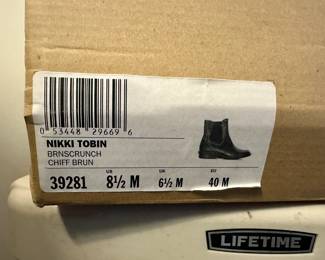 0 53448 29669 6
NIKKI TOBIN
BRNSCRUNCH
CHIFF BRUN
US UK EU
39281 8½ M 6½ M 40 M
LIFETIME